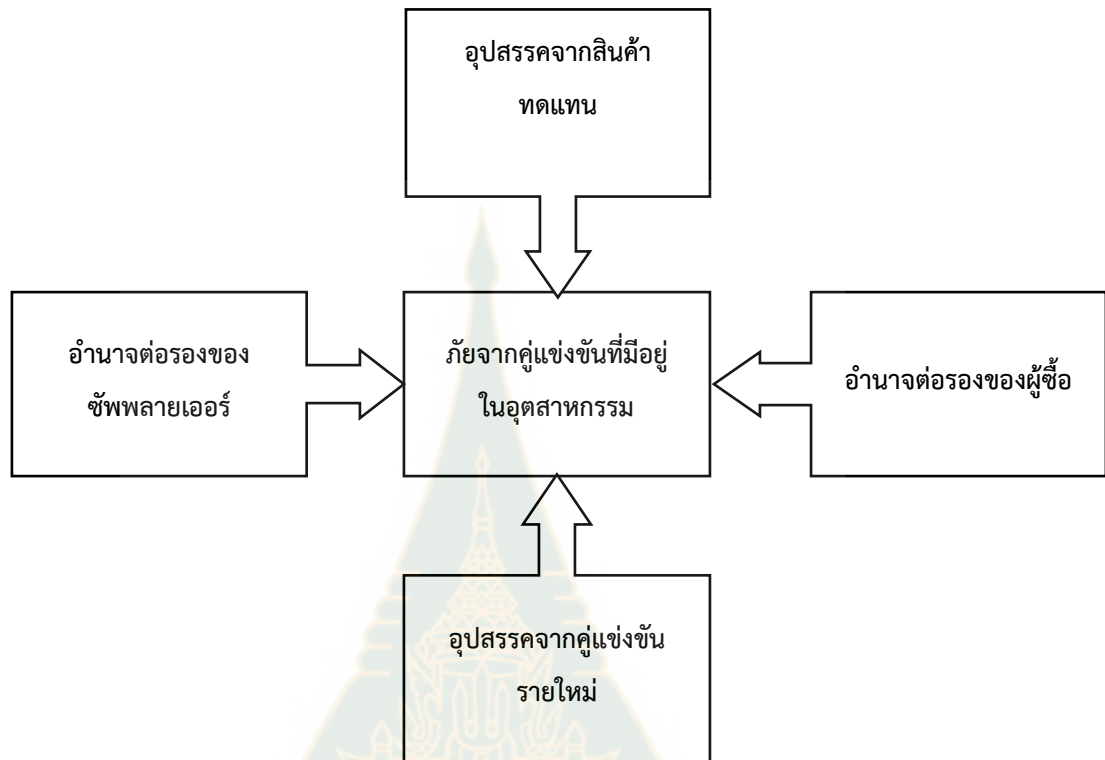 อุปสรรคจากสินค้า
ทดแทน
อำนาจต่อรองของ
ซัพพลายเออร์
ภัยจากคู่แข่งขันที่มีอยู่
ในอุตสาหกรรม
อำนาจต่อรองของผู้ซื้อ
อุปสรรคจากคู่แข่งขัน
รายใหม่